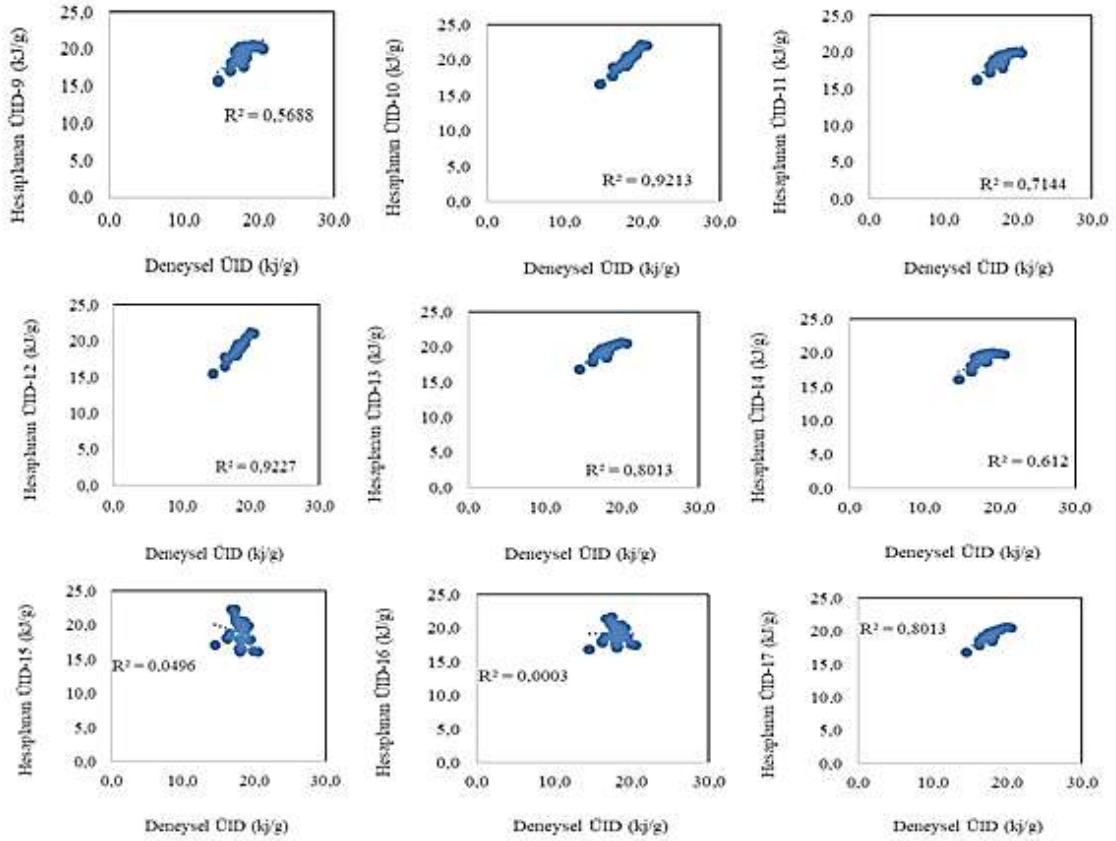 Hesaplanan ÜID-9 (kJ/g)
25,0
20,0
15,0
10,0
5,0
0,0
R² = 0,5688
0,0 10,0 20,0 30,0
Deneysel ÜID (kj/g)
Hesaplanan ÜID-10 (kJ/g)
25,0
20,0
15,0
10,0
5,0
0,0
R² = 0,9213
0,0 10,0 20,0 30,0
Deneysel ÜID (kj/g)
Hesaplanan ÜID-11 (kJ/g)
25,0
20,0
15,0
10,0
5,0
0,0
R² = 0,7144
0,0 10,0 20,0 30,0
Deneysel ÜID (kj/g)
Hesaplanan ÜID-12 (kJ/g)
25,0
20,0
15,0
10,0
5,0
0,0
R² = 0,9227
0,0 10,0 20,0 30,0
Deneysel ÜID (kj/g)
Hesaplanan ÜID-13 (kJ/g)
25,0
20,0
15,0
10,0
5,0
0,0
R² = 0,8013
0,0 10,0 20,0 30,0
Deneysel ÜID (kj/g)
Hesaplanan ÜID-14 (kJ/g)
25,0
20,0
15,0
10,0
5,0
0,0
R² = 0,612
0,0 10,0 20,0 30,0
Deneysel ÜID (kj/g)
Hesaplanan ÜID-15 (kJ/g)
25,0
20,0
15,0
10,0
5,0
0,0
R² = 0,0496
0,0 10,0 20,0 30,0
Deneysel ÜID (kj/g)
Hesaplanan ÜID-16 (kJ/g)
25,0
20,0
15,0
10,0
5,0
0,0
R² = 0,0003
0,0 10,0 20,0 30,0
Deneysel ÜID (kj/g)
Hesaplanan ÜID-17 (kJ/g)
25,0
20,0
15,0
10,0
5,0
0,0
R² = 0,8013
0,0 10,0 20,0 30,0
Deneysel ÜID (kj/g)